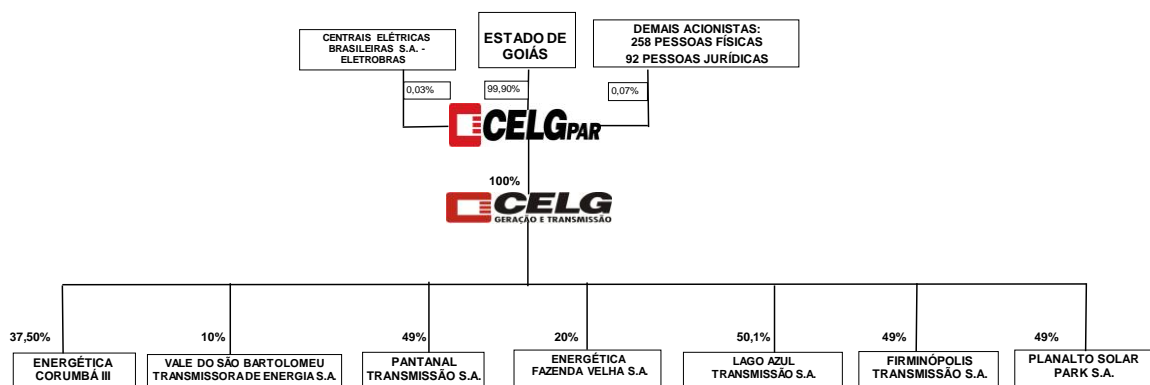 CENTRAIS ELÉTRICAS
BRASILEIRAS S.A. -
ELETROBRAS
ESTADO DE
GOIÁS
DEMAIS ACIONISTAS:
258 PESSOAS FÍSICAS
92 PESSOAS JURÍDICAS
0,03%
99,90%
0,07%
CELGPAR
100%
CELG
GERAÇÃO E TRANSMISSÃO
37,50%
10%
49%
20%
50,1%
49%
49%
ENERGÉTICA
CORUMBÁ III
VALE DO SÃO BARTOLOMEU
TRANSMISSORA DE ENERGIA S.A.
PANTANAL
TRANSMISSÃO S.A.
ENERGÉTICA
FAZENDA VELHA S.A.
LAGO AZUL
TRANSMISSÃO S.A.
FIRMINÓPOLIS
TRANSMISSÃO S.A.
PLANALTO SOLAR
PARK S.A.